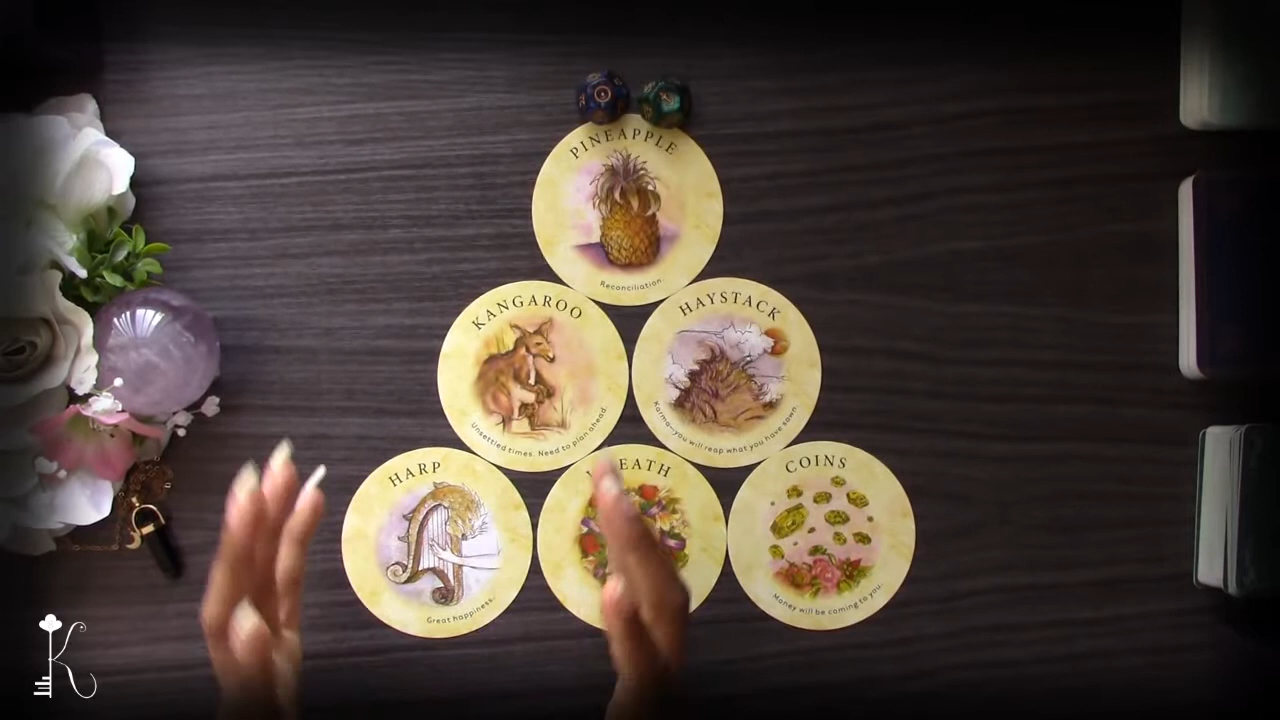 PINEAPPLE
Reconciliation.
KANGAROO
Unsettled times. Need to plan ahead.
HAYSTACK
Karma—you will reap what you have sown.
HARP
Great happiness.
EATH
COINS
Money will be coming to you.
K